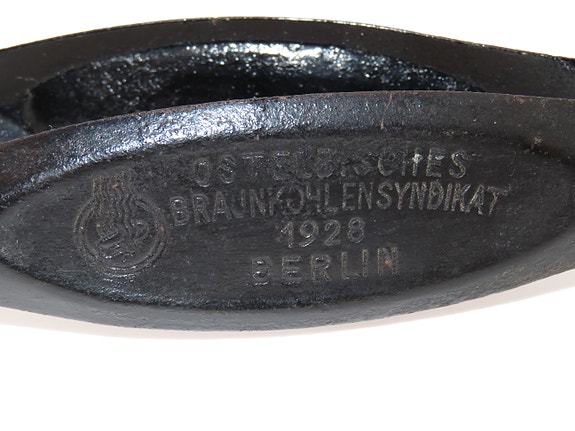 OSTELBISCHES
BRAUNKOHLENSYNDIKAT
1928
BERLIN